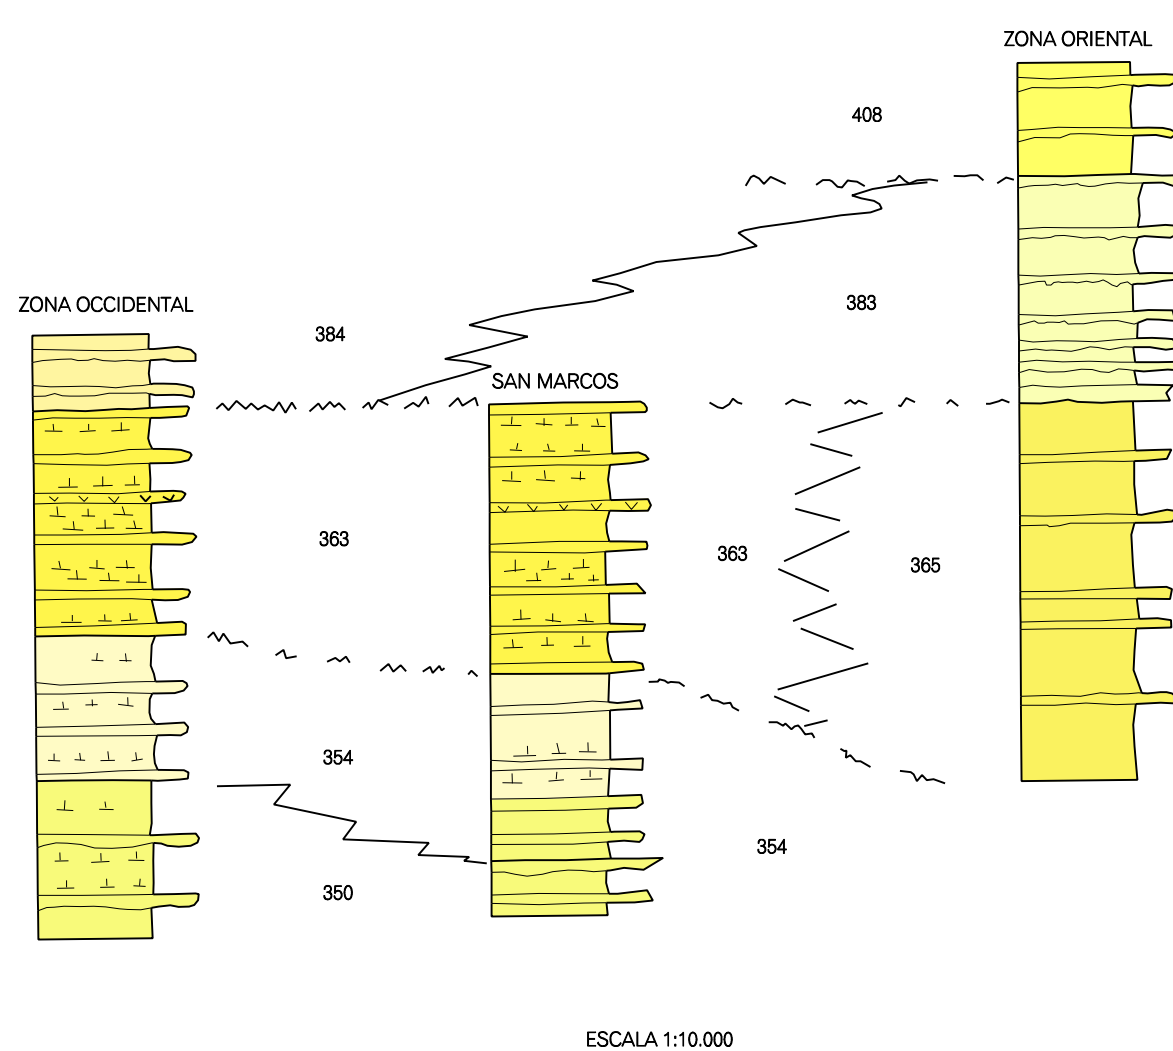 ZONA ORIENTAL
408
ZONA OCCIDENTAL
383
384
SAN MARCOS
363
363
365
354
354
350
ESCALA 1:10.000